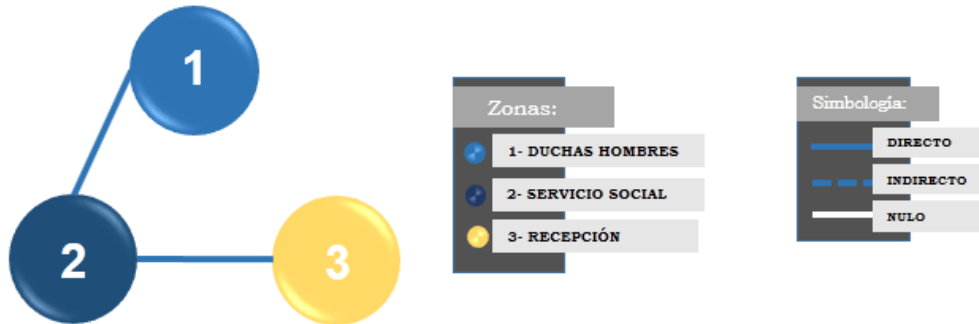 1
2
3
Zonas:
1- DUCHAS HOMBRES
2- SERVICIO SOCIAL
3- RECEPCIÓN
Simbología:
DIRECTO
INDIRECTO
NULO